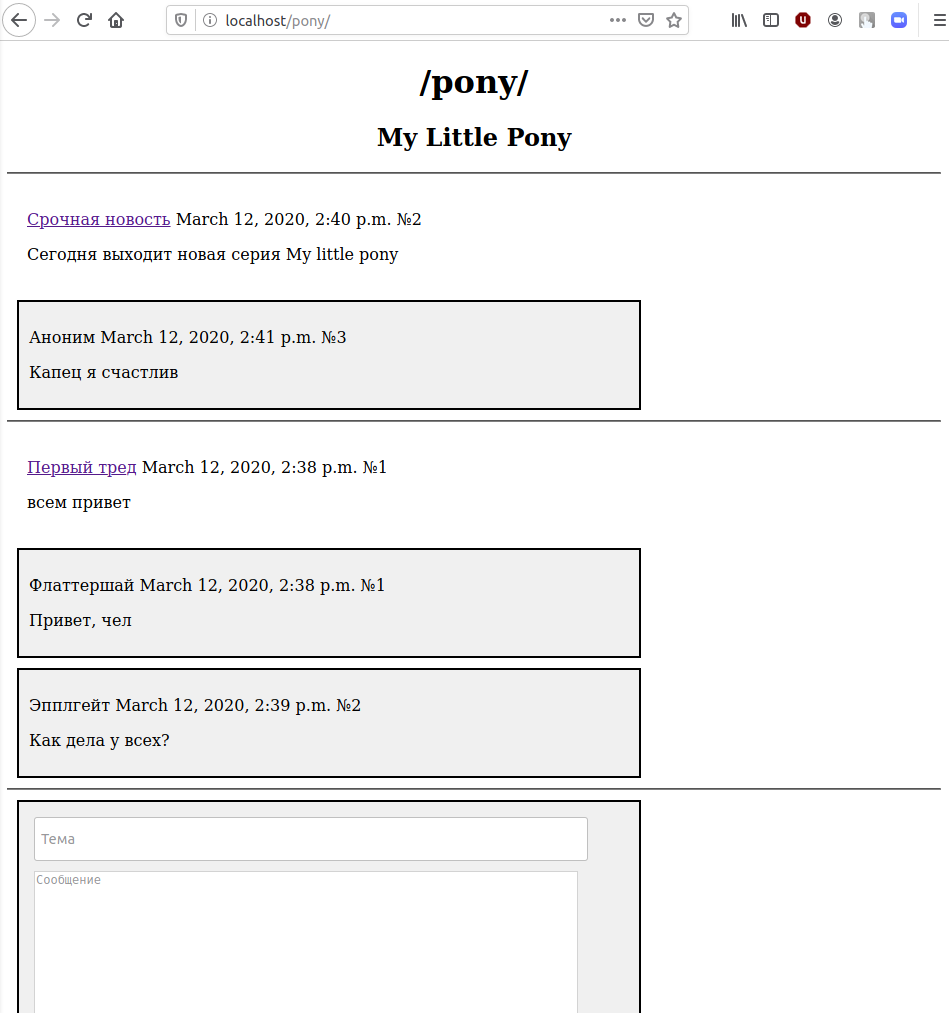 localhost/pony/
/pony/
My Little Pony
Срочная новость March 12, 2020, 2:40 p.m. №2
Сегодня выходит новая серия My little pony
Аноним March 12, 2020, 2:41 p.m. №3
Капец я счастлив
Первый тред March 12, 2020, 2:38 p.m. №1
всем привет
Флаттершай March 12, 2020, 2:38 p.m. №1
Привет, чел
Эпплгейт March 12, 2020, 2:39 p.m. №2
Как дела у всех?
Тема
Сообщение